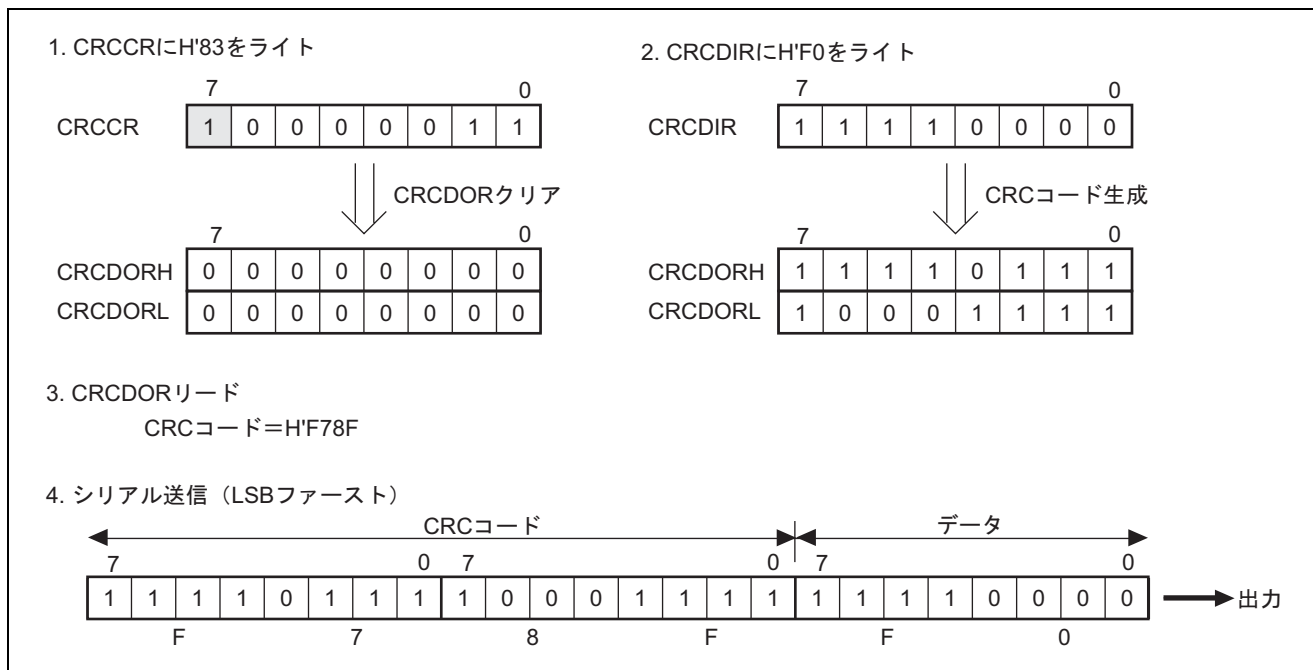 1. CRCCRにH'83をライト
7 0
CRCCR 1 0 0 0 0 0 1 1
CRCDORクリア
7 0
CRCDORH 0 0 0 0 0 0 0 0
CRCDORL 0 0 0 0 0 0 0 0
2. CRCDIRにH'F0をライト
7 0
CRCDIR 1 1 1 1 0 0 0 0
CRCコード生成
7 0
CRCDORH 1 1 1 1 0 1 1 1
CRCDORL 1 0 0 0 1 1 1 1
3. CRCDORリード
CRCコード＝H'F78F
4. シリアル送信（LSBファースト）
CRCコード データ
7 0 7 0 7 0
1 1 1 1 0 1 1 1 1 0 0 0 1 1 1 1 1 1 1 1 0 0 0 0 出力
F 7 8 F F 0